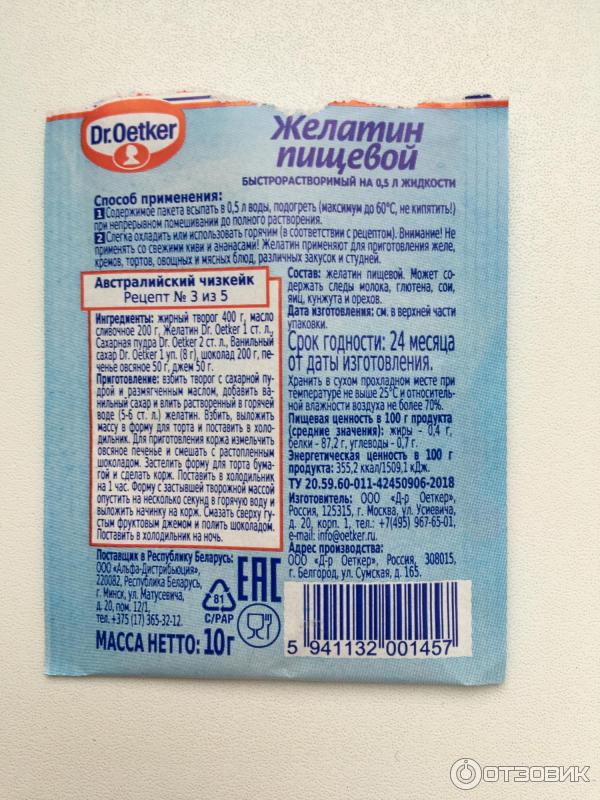 Dr.Oetker
Желатин
пищевой
БЫСТРОРАСТВОРИМЫЙ НА 0,5 Л ЖИДКОСТИ
Способ применения:
1 Содержимое пакета всыпать в 0,5 л воды, подогреть (максимум до 60°С, не кипятить!)
при непрерывном помешивании до полного растворения.
2 Слегка охладить или использовать горячим (в соответствии с рецептом). Внимание! Не
применять со свежими киви и ананасами! Желатин применяют для приготовления желе,
кремов, тортов, овощных и мясных блюд, различных закусок и студней.
Австралийский чизкейк
Рецепт № 3 из 5
Ингредиенты: жирный творог 400 г, масло
сливочное 200 г, Желатин Dr. Oetker 1 ст. л.,
Сахарная пудра Dr. Oetker 2 ст. л., Ванильный
сахар Dr. Oetker 1 уп. (8 г), шоколад 200 г, пе-
ченье овсяное 50 г, джем 50 г.
Приготовление: взбить творог с сахарной пу-
дрой и размягченным маслом, добавить ва-
нильный сахар и влить растворенный в горячей
воде (5-6 ст. л.) желатин. Взбить, выложить
массу в форму для торта и поставить в холо-
дильник. Для приготовления коржа измельчить
овсяное печенье и смешать с растопленным
шоколадом. Застелить форму для торта бума-
гой и сделать корж. Поставить в холодильник
на 1 час. Форму с застывшей творожной массой
опустить на несколько секунд в горячую воду и
выложить начинку на корж. Смазать сверху гу-
стым фруктовым джемом и полить шоколадом.
Поставить в холодильник на ночь.
Поставщик в Республику Беларусь:
ООО «Альфа-Дистрибьюция»,
220082, Республика Беларусь,
г. Минск, ул. Матусевича,
д. 20, пом. 12/1,
тел. +375 (17) 365-32-12.
МАССА НЕТТО: 10г
EAC
81
C/PAP
Состав: желатин пищевой. Может со-
держать следы молока, глютена, сои,
яиц, кунжута и орехов.
Дата изготовления: см. в верхней части
упаковки.
Срок годности: 24 месяца
от даты изготовления.
Хранить в сухом прохладном месте при
температуре не выше 25°С и относитель-
ной влажности воздуха не более 70%.
Пищевая ценность в 100 г продукта
(средние значения): жиры - 0,4 г,
белки - 87,2 г, углеводы - 0,7 г.
Энергетическая ценность в 100 г
продукта: 355,2 ккал/1509,1 кДж.
ТУ 20.59.60-011-42450906-2018
Изготовитель: ООО «Д-р Оеткер»,
Россия, 125315, г. Москва, ул. Усиевича,
д. 20, корп. 1, тел.: +7(495) 967-65-01,
e-mail: info@oetker.ru.
Адрес производства:
ООО «Д-р Оеткер», Россия, 308015,
г. Белгород, ул. Сумская, д. 165.
5 941132 001457
ОТЗОВИК